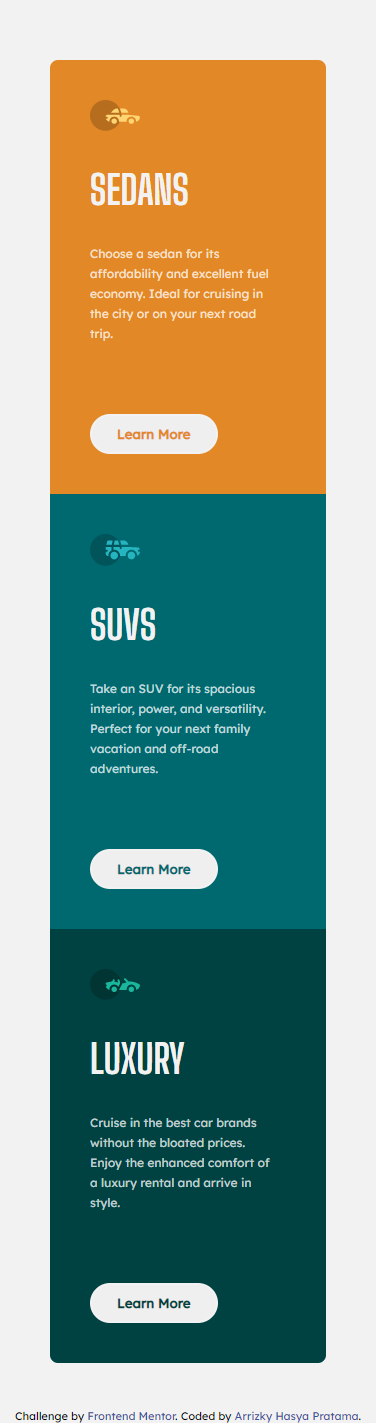 SEDANS
Choose a sedan for its
affordability and excellent fuel
economy. Ideal for cruising in
the city or on your next road
trip.
Learn More
SUVS
Take an SUV for its spacious
interior, power, and versatility.
Perfect for your next family
vacation and off-road
adventures.
Learn More
LUXURY
Cruise in the best car brands
without the bloated prices.
Enjoy the enhanced comfort of
a luxury rental and arrive in
style.
Learn More
Challenge by Frontend Mentor. Coded by Arrizky Hasya Pratama.